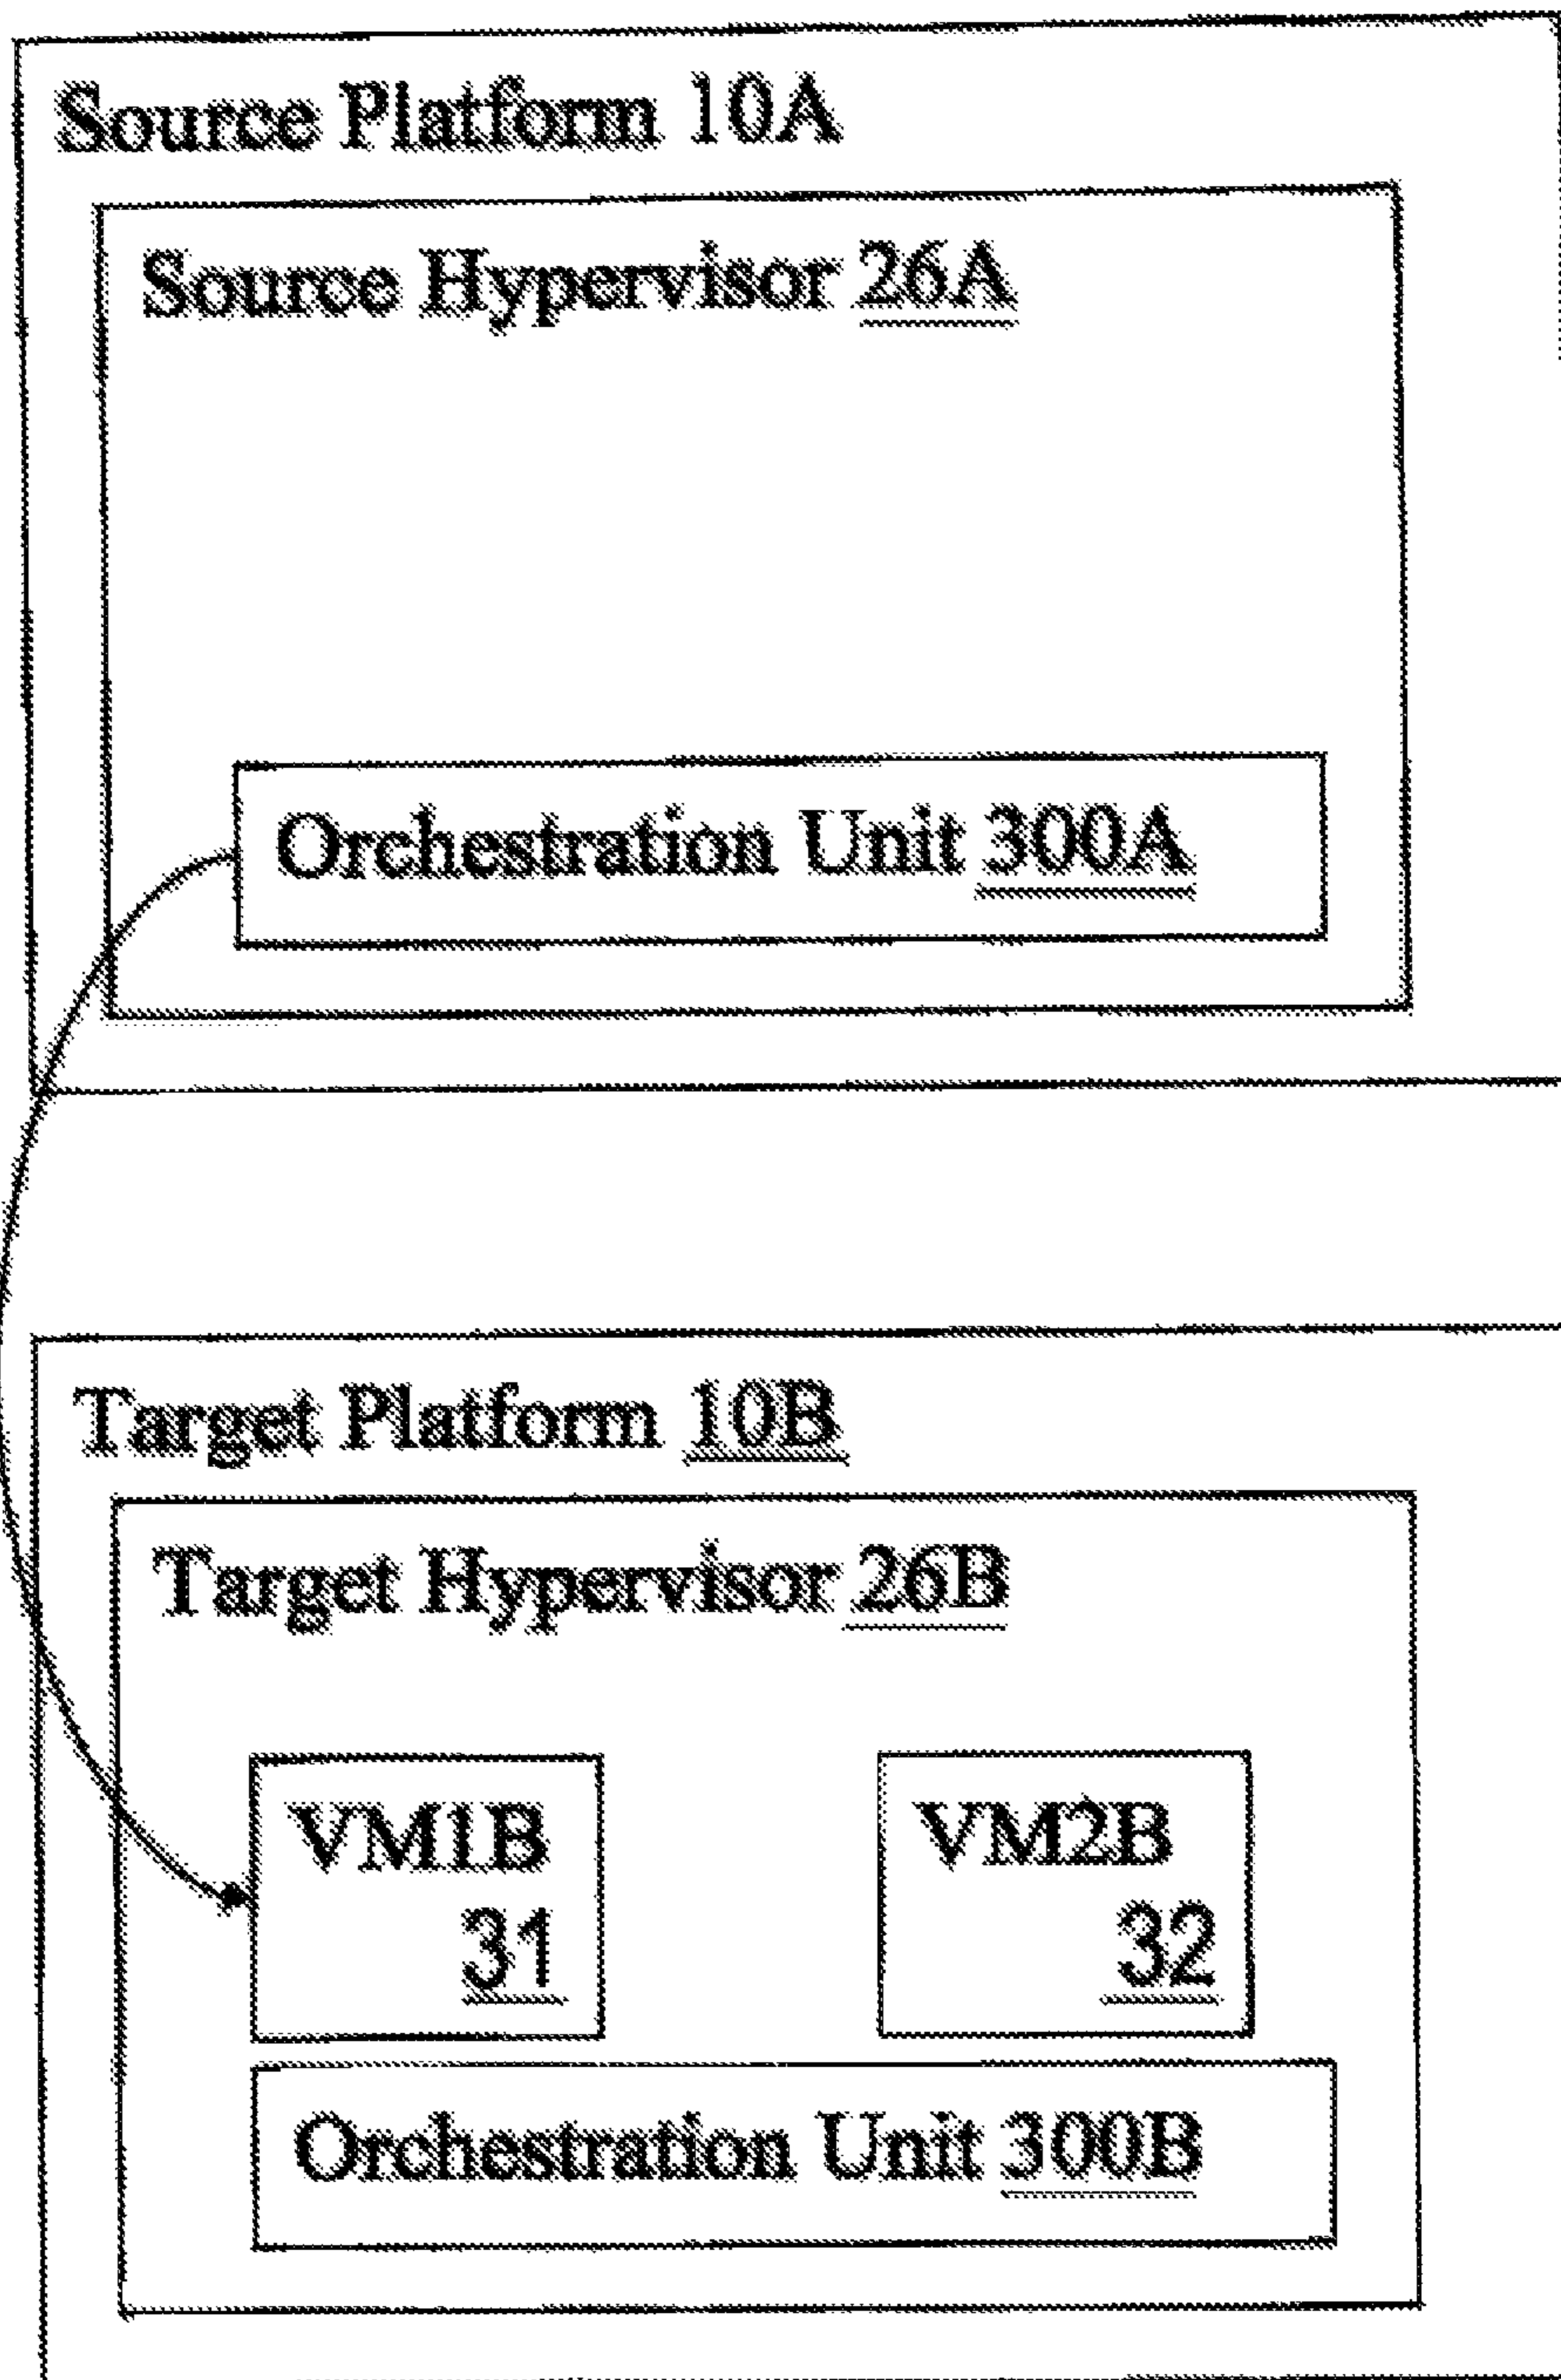 Source Platform 10A
Source Hypervisor 26A
Orchestration Unit 300A
Target Platform 10B
Target Hypervisor 26B
VM1B
31
VM2B
32
Orchestration Unit 300B